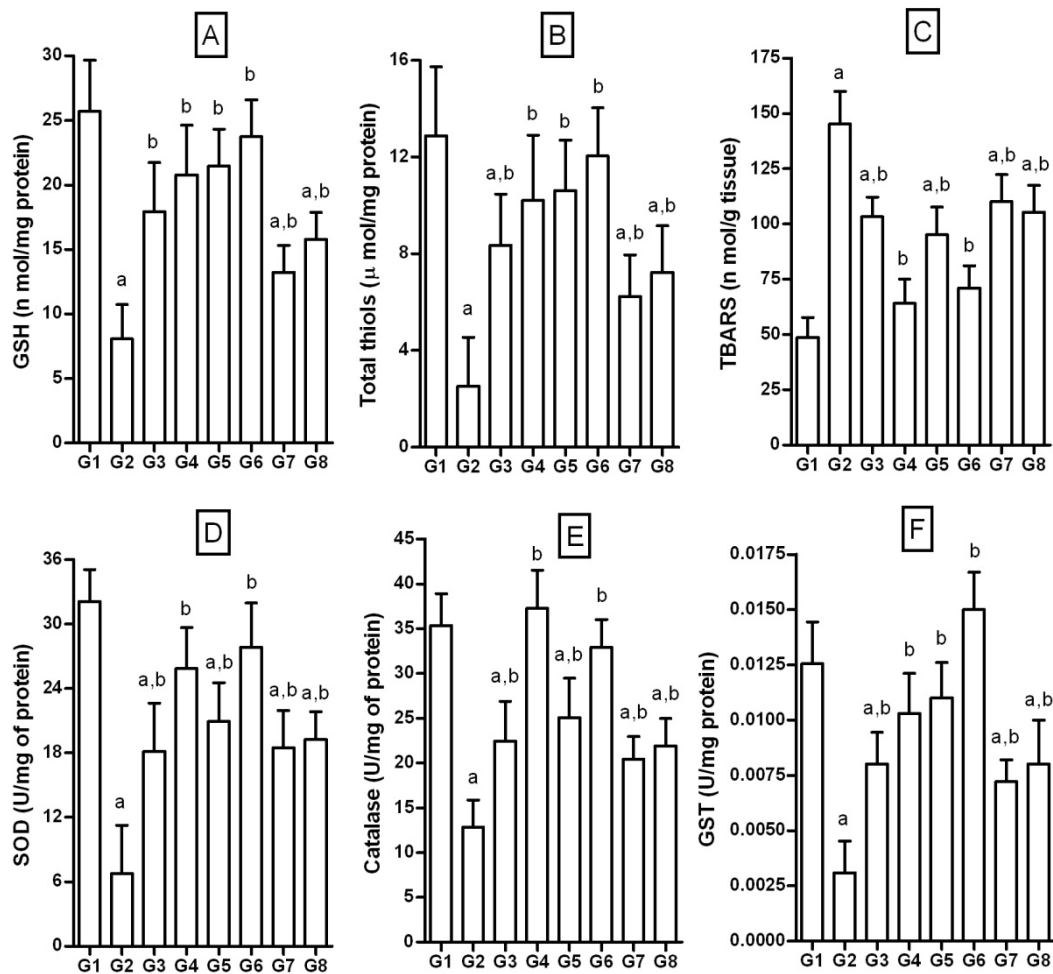 A
GSH (n mol/mg protein)
30
25
20
15
10
5
0
a
b
b
b
b
a,b
a,b
G1 G2 G3 G4 G5 G6 G7 G8
B
Total thiols (μ mol/mg protein)
16
12
8
4
0
a
b
b
b
b
a,b
a,b
G1 G2 G3 G4 G5 G6 G7 G8
C
TBARS (n mol/g tissue)
175
150
125
100
75
50
25
0
a
a,b
b
a,b
b
a,b
a,b
G1 G2 G3 G4 G5 G6 G7 G8
D
SOD (U/mg of protein)
36
30
24
18
12
6
0
a
a,b
b
a,b
b
a,b
a,b
G1 G2 G3 G4 G5 G6 G7 G8
E
Catalase (U/mg of protein)
45
40
35
30
25
20
15
10
5
0
a
a,b
b
a,b
b
a,b
a,b
G1 G2 G3 G4 G5 G6 G7 G8
F
GST (U/mg protein)
0.0175
0.0150
0.0125
0.0100
0.0075
0.0050
0.0025
0.0000
a
a,b
b
b
b
a,b
a,b
G1 G2 G3 G4 G5 G6 G7 G8